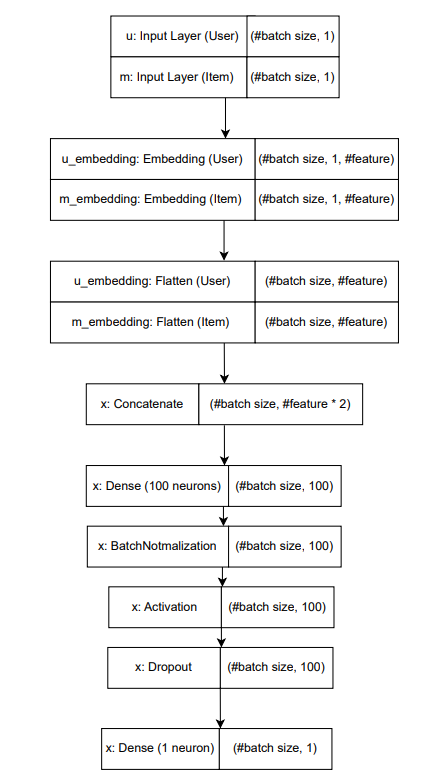 u: Input Layer (User) (#batch size, 1)
m: Input Layer (Item) (#batch size, 1)
u_embedding: Embedding (User) (#batch size, 1, #feature)
m_embedding: Embedding (Item) (#batch size, 1, #feature)
u_embedding: Flatten (User) (#batch size, #feature)
m_embedding: Flatten (Item) (#batch size, #feature)
x: Concatenate (#batch size, #feature * 2)
x: Dense (100 neurons) (#batch size, 100)
x: BatchNotmalization (#batch size, 100)
x: Activation (#batch size, 100)
x: Dropout (#batch size, 100)
x: Dense (1 neuron) (#batch size, 1)